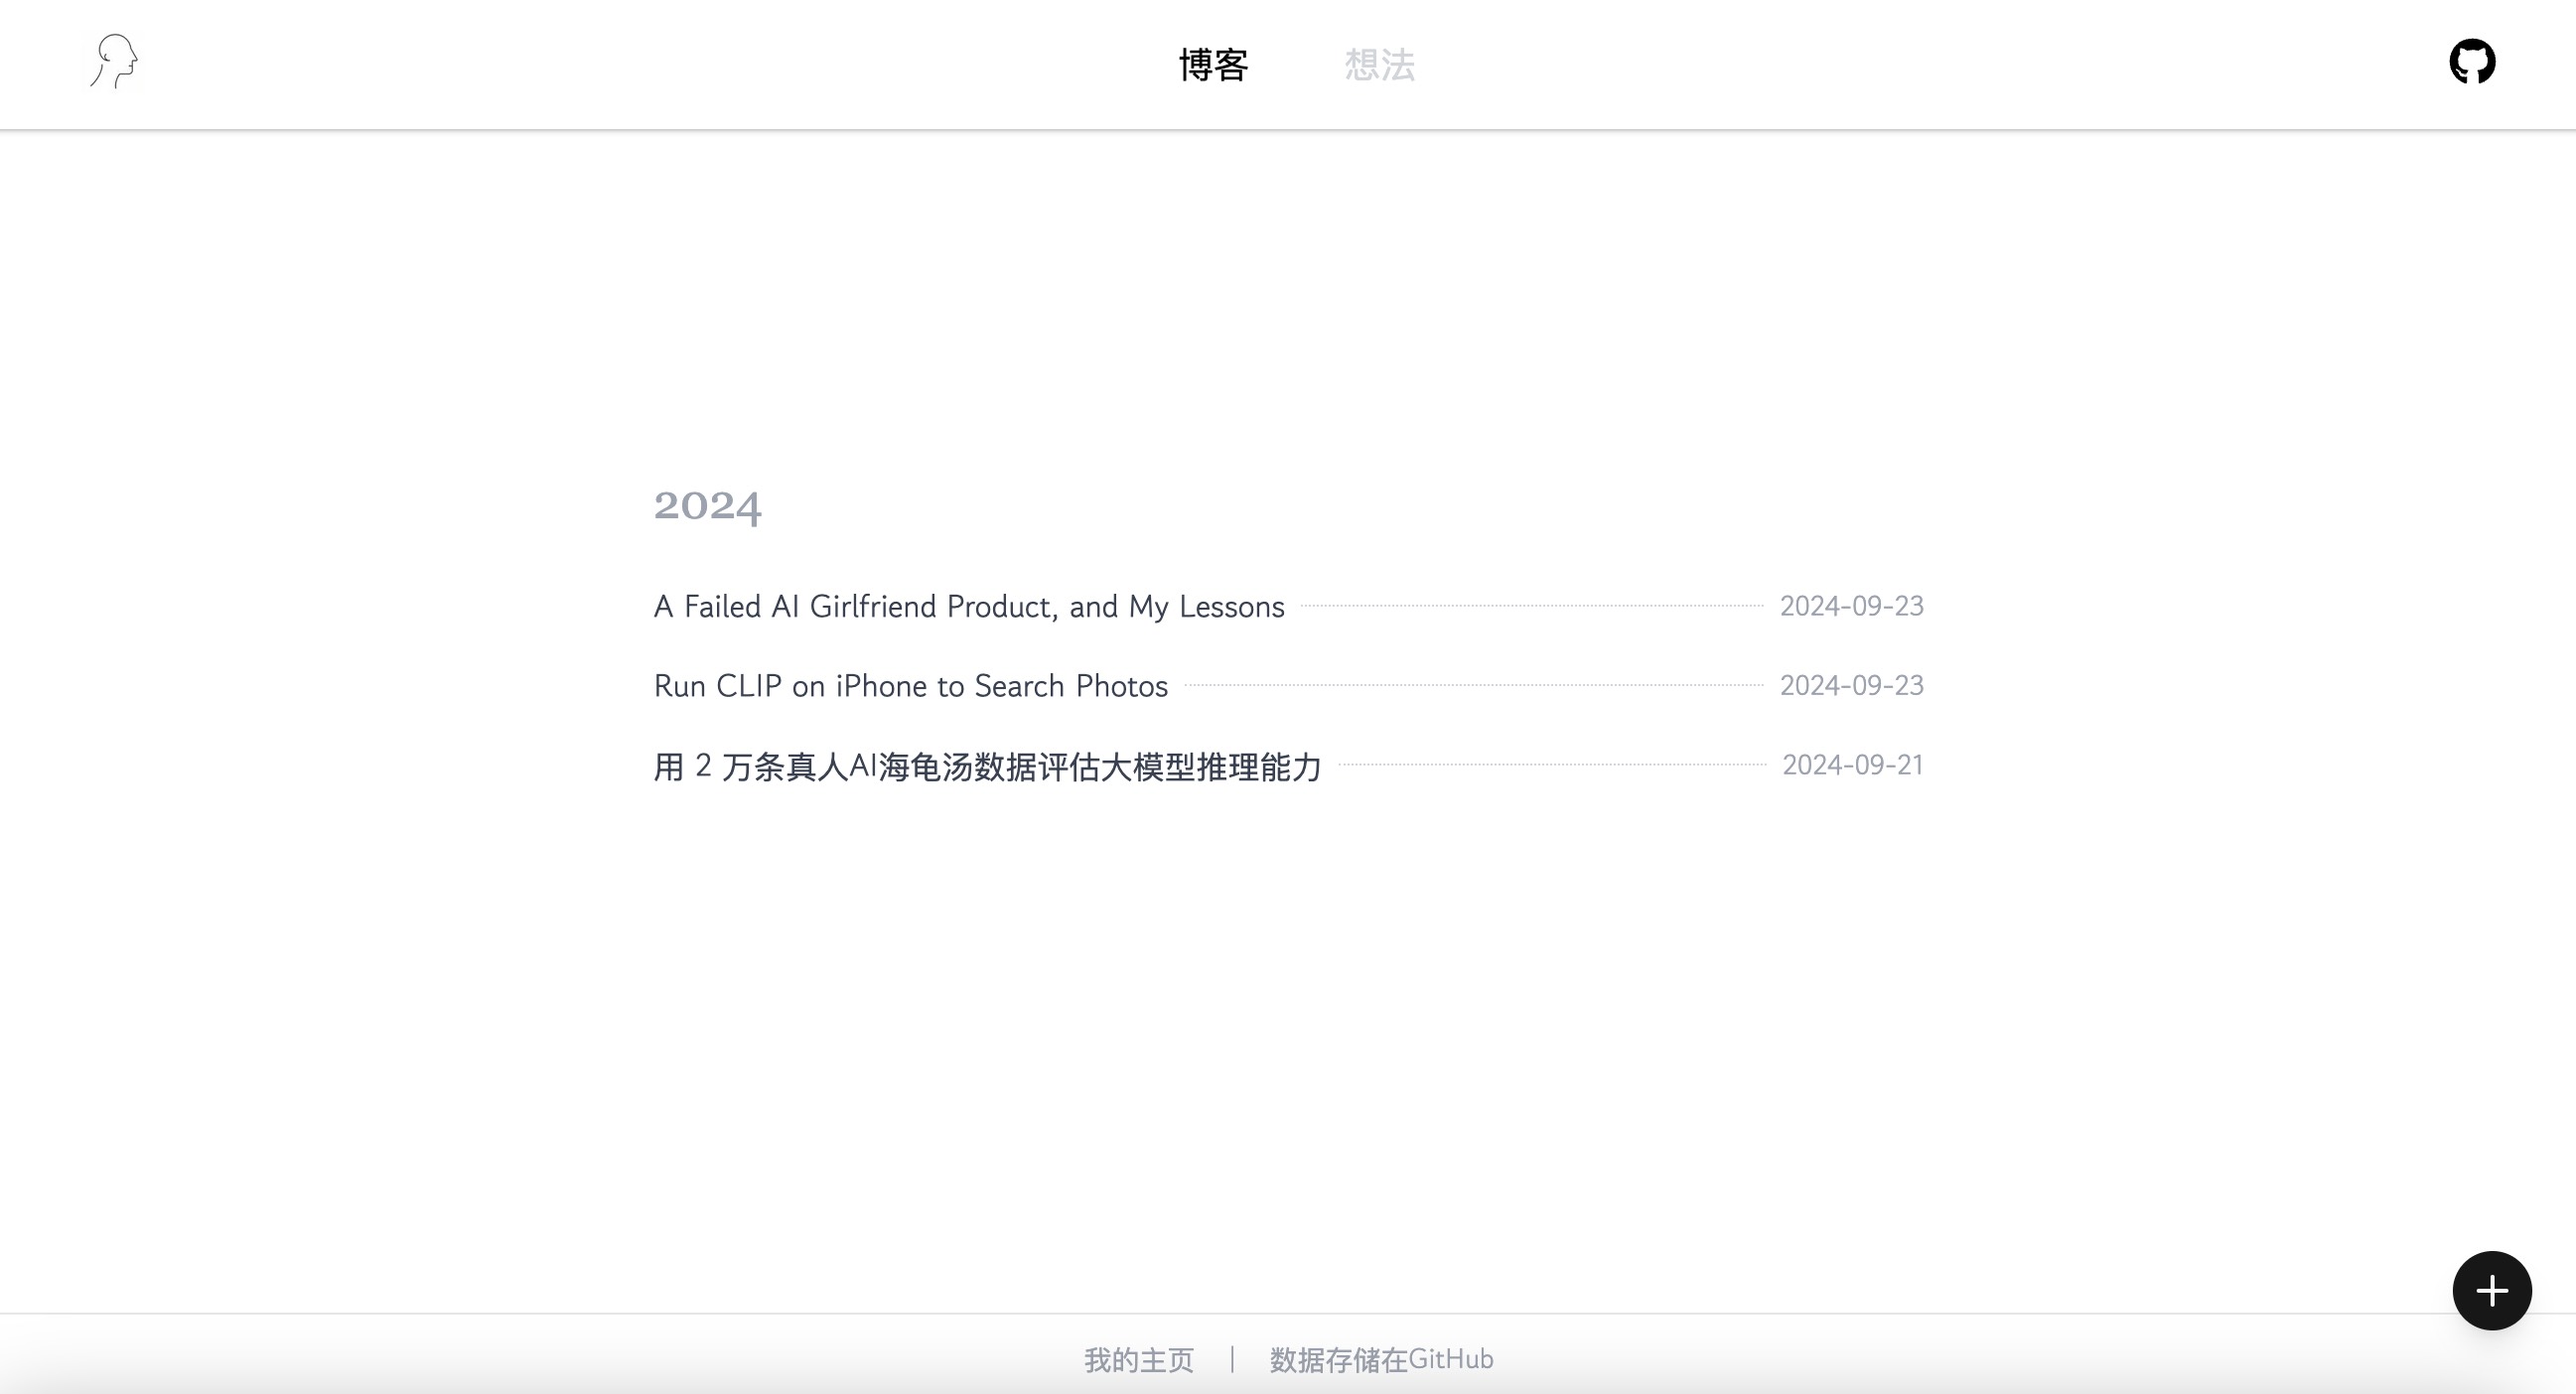 博客 想法
2024
A Failed AI Girlfriend Product, and My Lessons 2024-09-23
Run CLIP on iPhone to Search Photos 2024-09-23
用 2 万条真人AI海龟汤数据评估大模型推理能力 2024-09-21
我的主页 | 数据存储在GitHub